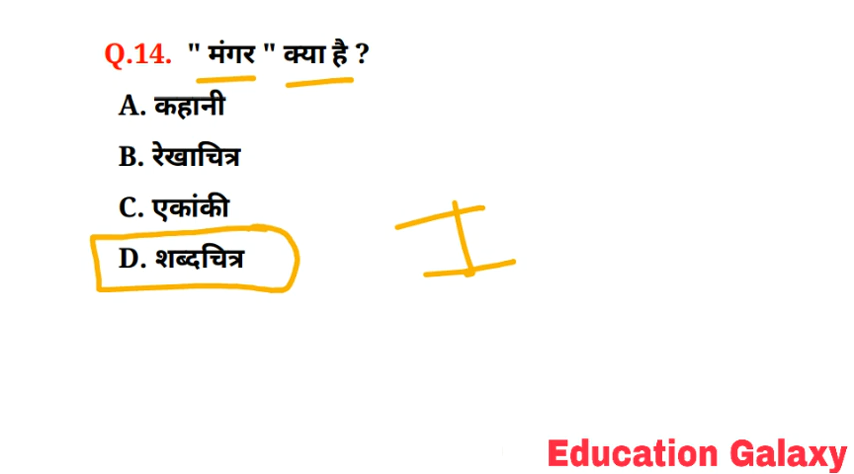 Q.14. " मंगर " क्या है ?
A. कहानी
B. रेखाचित्र
C. एकांकी
D. शब्दचित्र
I
Education Galaxy